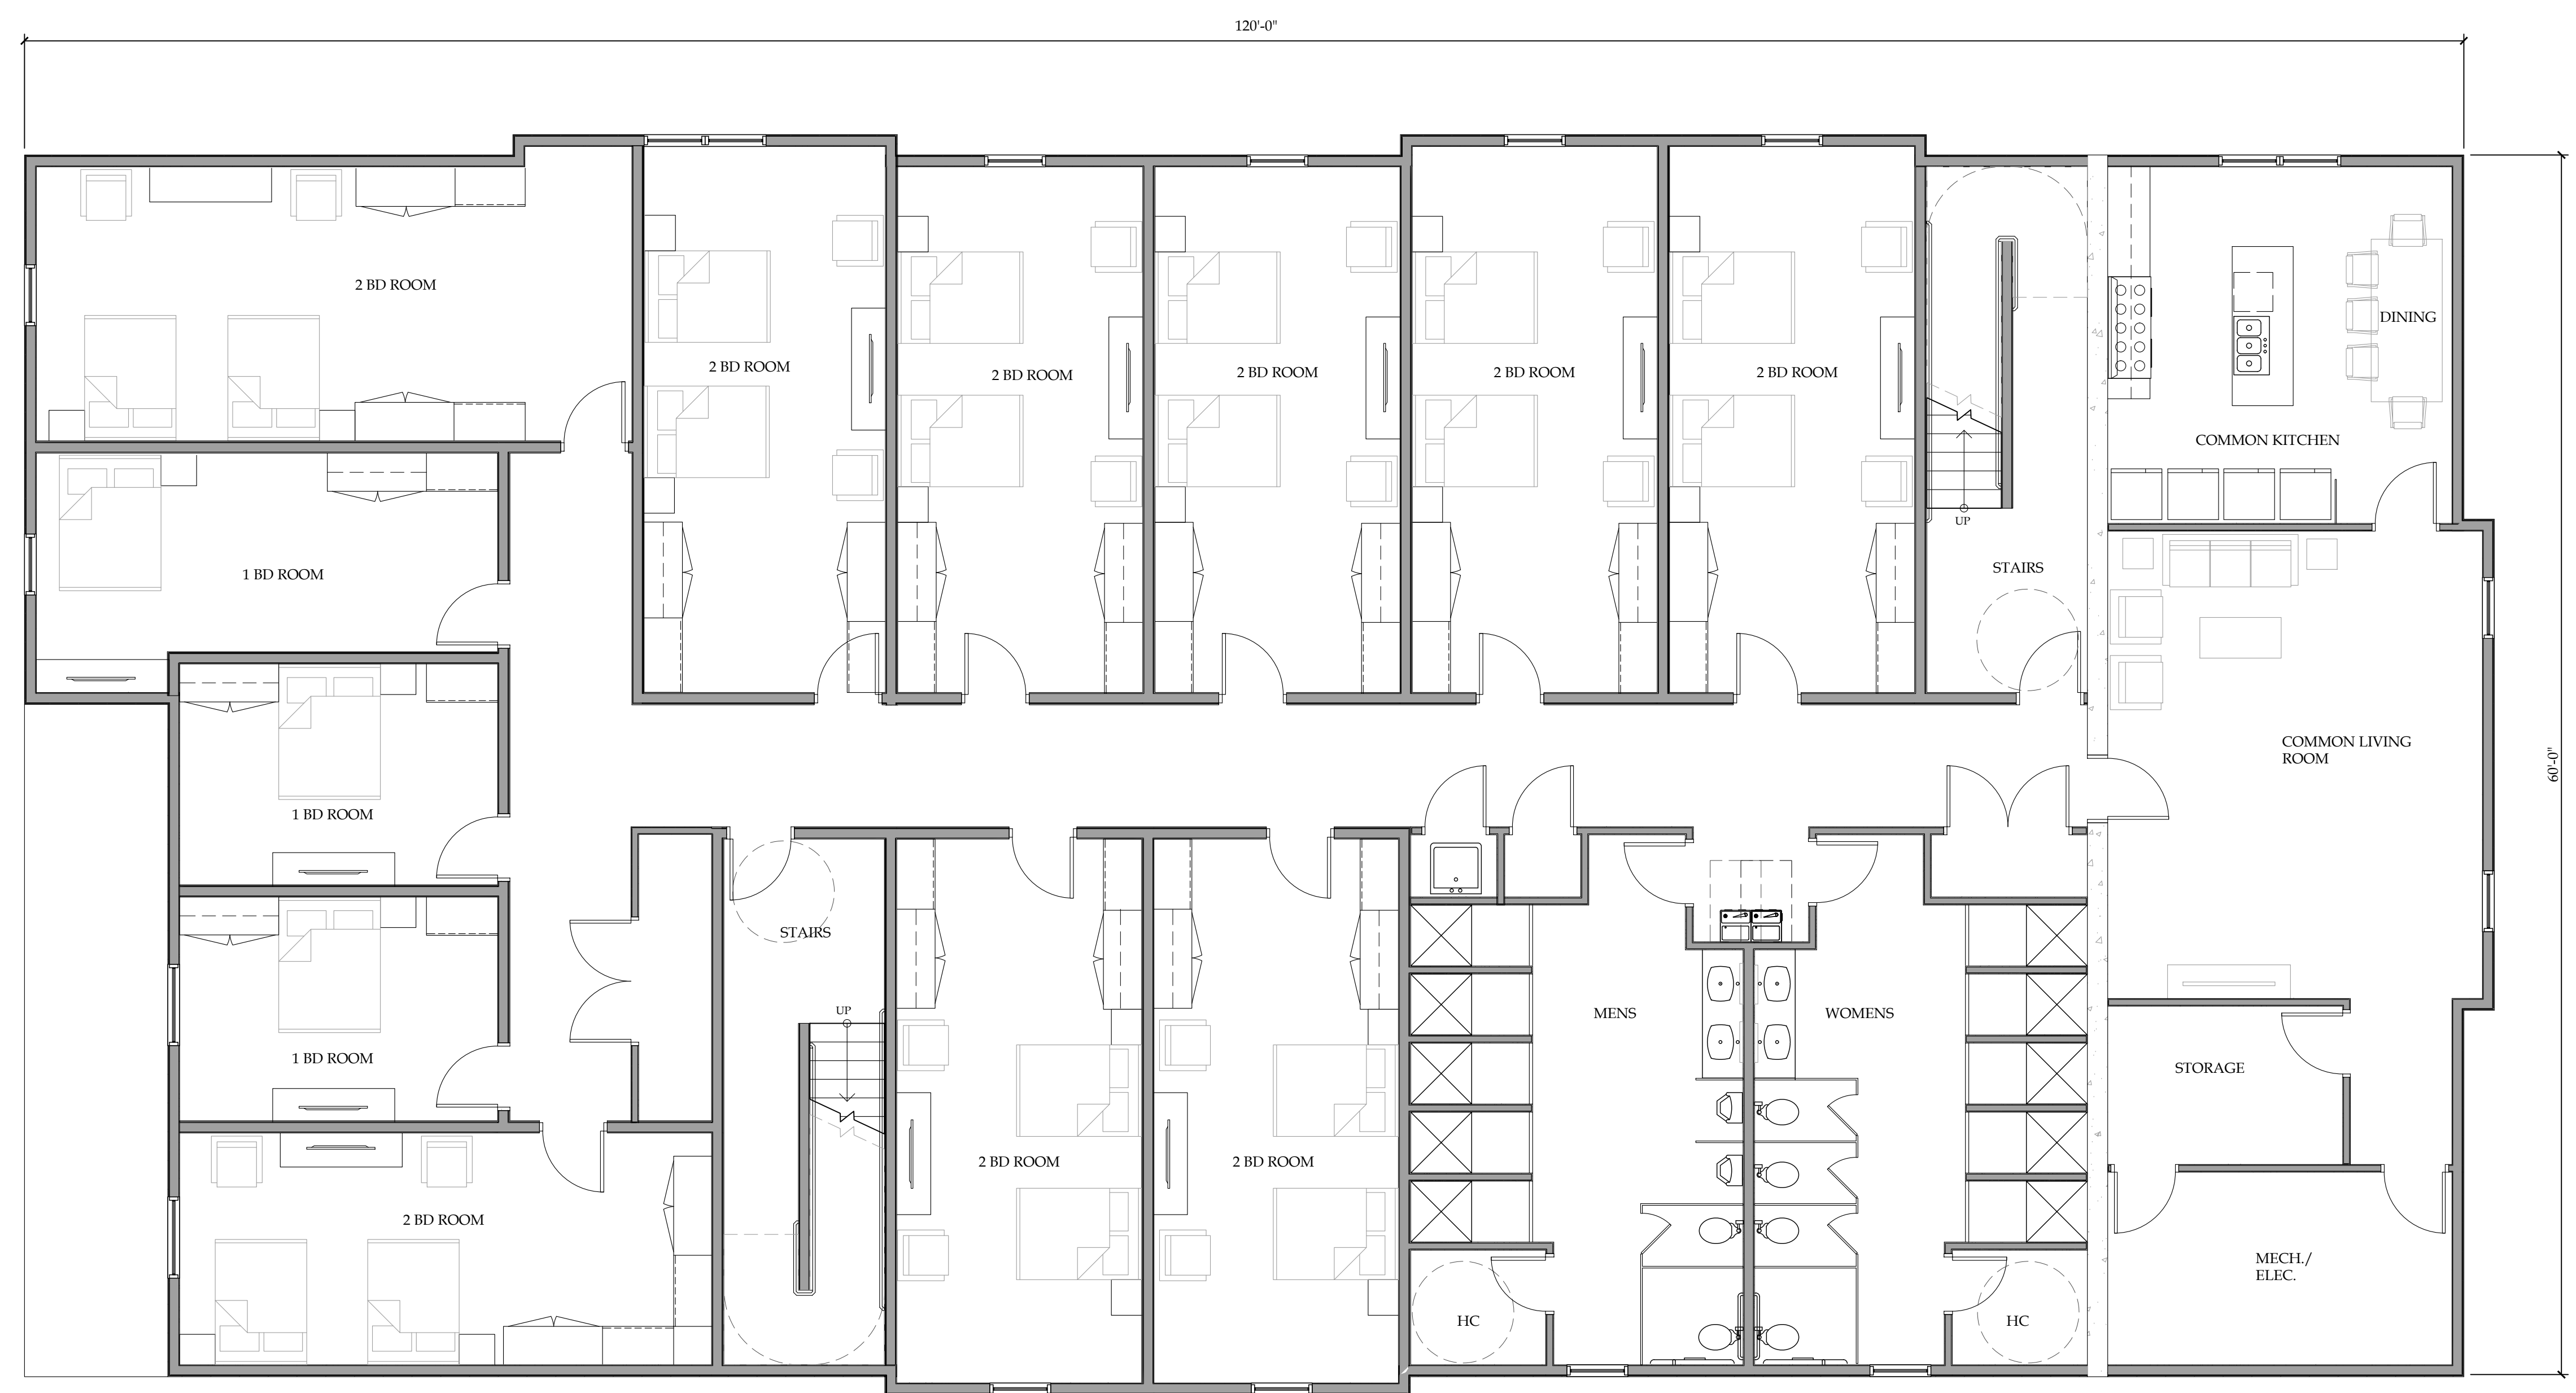 120'-0"
2 BD ROOM
2 BD ROOM
2 BD ROOM
2 BD ROOM
2 BD ROOM
2 BD ROOM
DINING
COMMON KITCHEN
UP
STAIRS
1 BD ROOM
COMMON LIVING
ROOM
60'-0"
1 BD ROOM
STAIRS
UP
MENS
WOMENS
1 BD ROOM
STORAGE
2 BD ROOM
2 BD ROOM
2 BD ROOM
MECH./
ELEC.
HC
HC